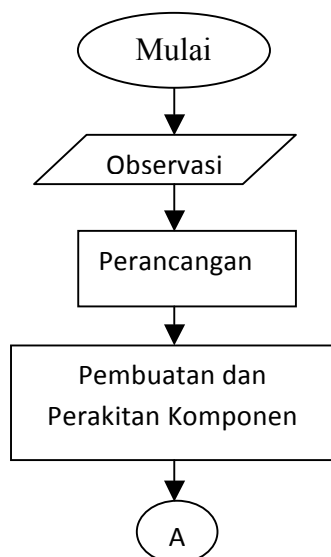 Mulai
Observasi
Perancangan
Pembuatan dan
Perakitan Komponen
A